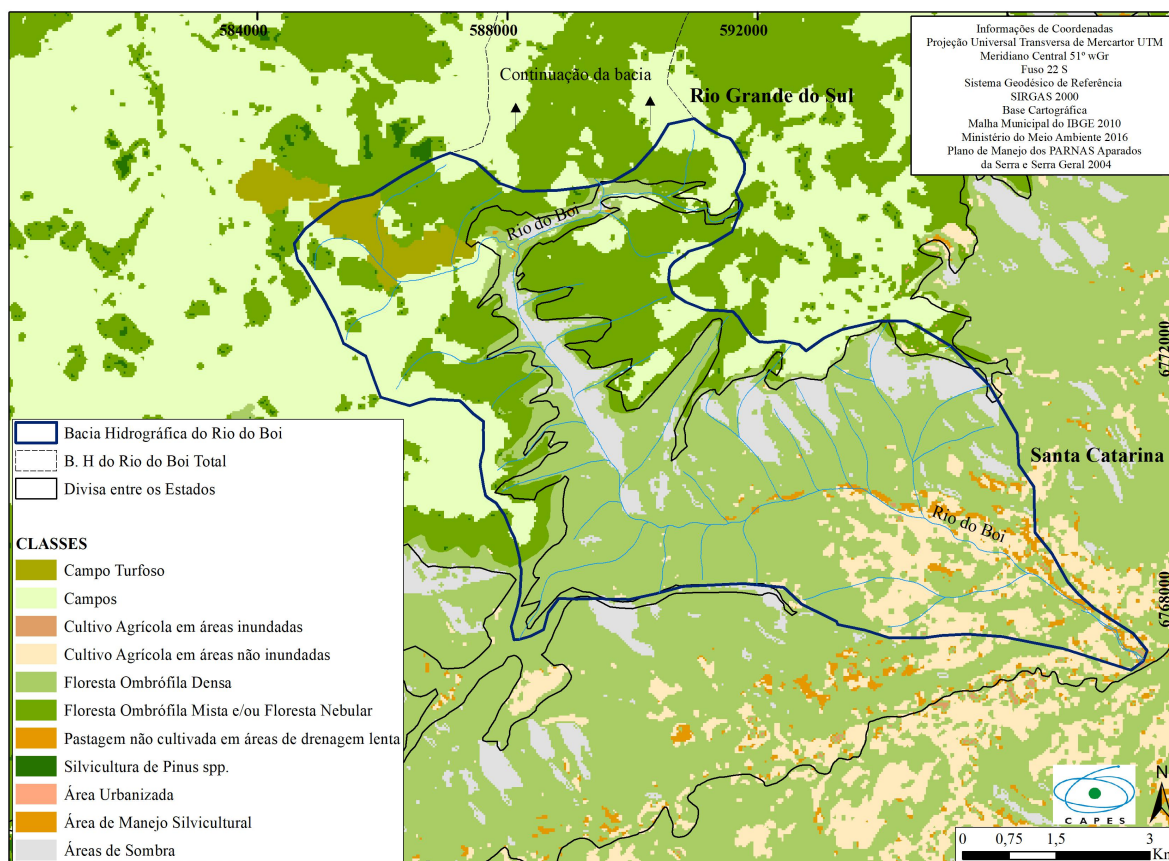 584000
588000
592000
Informações de Coordenadas
Projeção Universal Transversa de Mercartor UTM
Meridiano Central 51º wGr
Fuso 22 S
Sistema Geodésico de Referência
SIRGAS 2000
Base Cartográfica
Malha Municipal do IBGE 2010
Ministério do Meio Ambiente 2016
Plano de Manejo dos PARNAS Aparados
da Serra e Serra Geral 2004
Continuação da bacia
Rio Grande do Sul
Rio do Boi
6772000
Santa Catarina
Rio do Boi
6768000
Bacia Hidrográfica do Rio do Boi
B. H do Rio do Boi Total
Divisa entre os Estados
CLASSES
Campo Turfoso
Campos
Cultivo Agrícola em áreas inundadas
Cultivo Agrícola em áreas não inundadas
Floresta Ombrófila Densa
Floresta Ombrófila Mista e/ou Floresta Nebular
Pastagem não cultivada em áreas de drenagem lenta
Silvicultura de Pinus spp.
Área Urbanizada
Área de Manejo Silvicultural
Áreas de Sombra
CAPES
N
0 0,75 1,5 3
Km